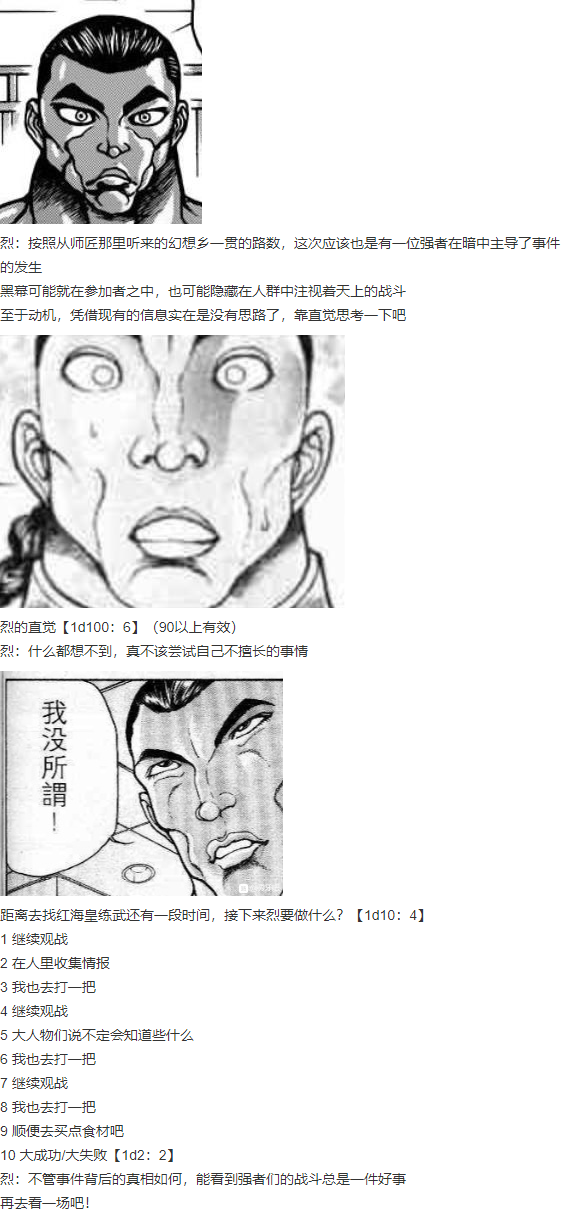 烈：按照从师匠那里听来的幻想乡一贯的路数，这次应该也是有一位强者在暗中主导了事件
的发生
黑幕可能就在参加者之中，也可能隐藏在人群中注视着天上的战斗
至于动机，凭借现有的信息实在是没有思路了，靠直觉思考一下吧
烈的直觉【1d100：6】（90以上有效）
烈：什么都想不到，真不该尝试自己不擅长的事情
我没所謂！
距离去找红海皇练武还有一段时间，接下来烈要做什么？【1d10：4】
1 继续观战
2 在人里收集情报
3 我也去打一把
4 继续观战
5 大人物们说不定会知道些什么
6 我也去打一把
7 继续观战
8 我也去打一把
9 顺便去买点食材吧
10 大成功/大失败【1d2：2】
烈：不管事件背后的真相如何，能看到强者们的战斗总是一件好事
再去看一场吧！